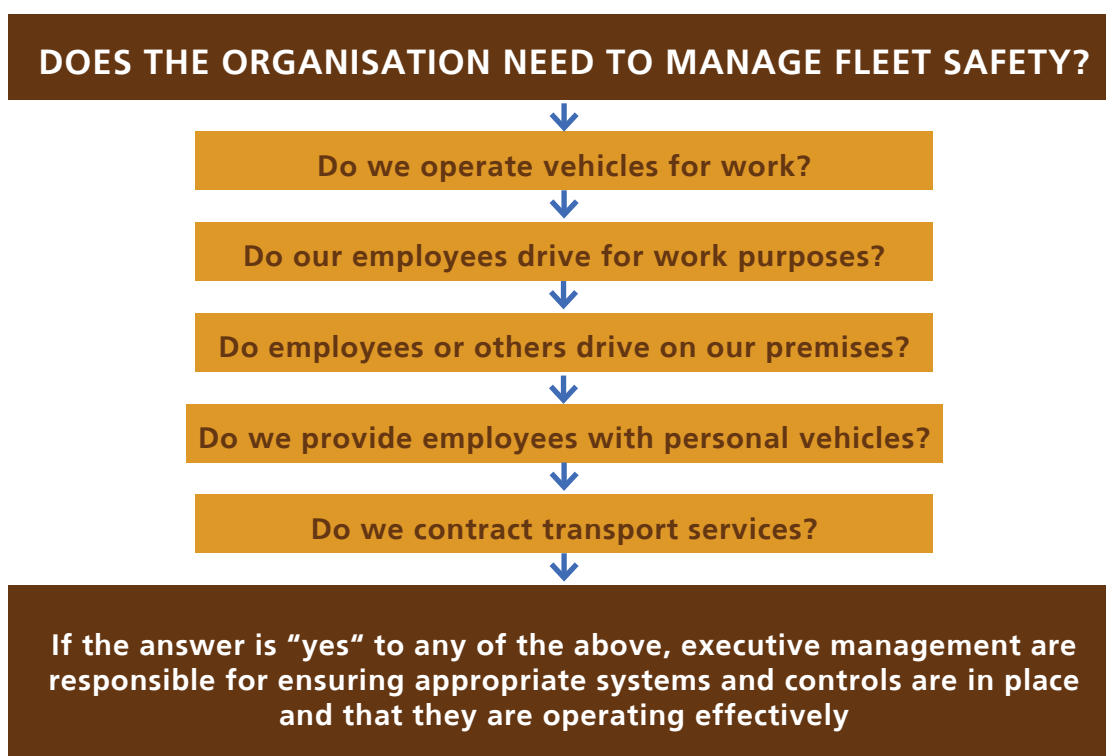 DOES THE ORGANISATION NEED TO MANAGE FLEET SAFETY?
Do we operate vehicles for work?
Do our employees drive for work purposes?
Do employees or others drive on our premises?
Do we provide employees with personal vehicles?
Do we contract transport services?
If the answer is “yes“ to any of the above, executive management are
responsible for ensuring appropriate systems and controls are in place
and that they are operating effectively